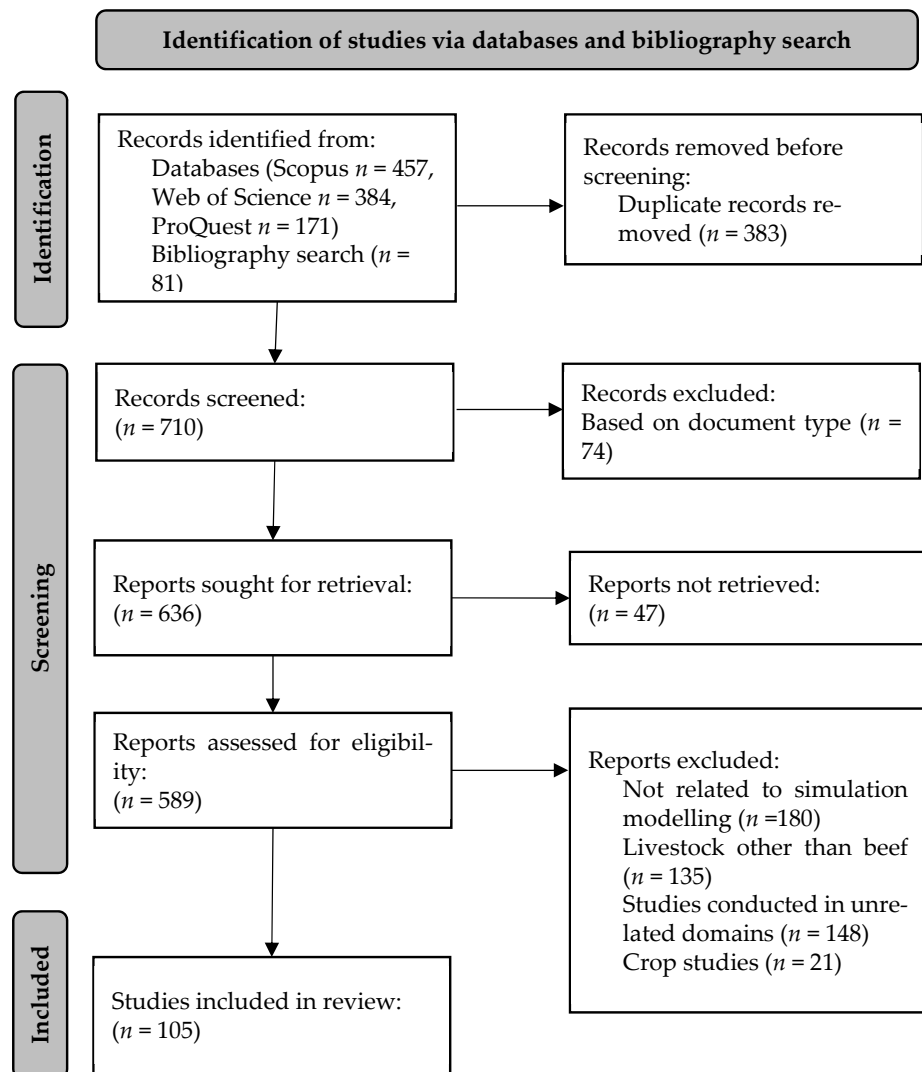 Identification of studies via databases and bibliography search
Identification
Records identified from:
Databases (Scopus n = 457,
Web of Science n = 384,
ProQuest n = 171)
Bibliography search (n =
81)
Records removed before
screening:
Duplicate records re-
moved (n = 383)
Screening
Records screened:
(n = 710)
Records excluded:
Based on document type (n =
74)
Reports sought for retrieval:
(n = 636)
Reports not retrieved:
(n = 47)
Reports assessed for eligibil-
ity:
(n = 589)
Reports excluded:
Not related to simulation
modelling (n =180)
Livestock other than beef
(n = 135)
Studies conducted in unre-
lated domains (n = 148)
Crop studies (n = 21)
Included
Studies included in review:
(n = 105)